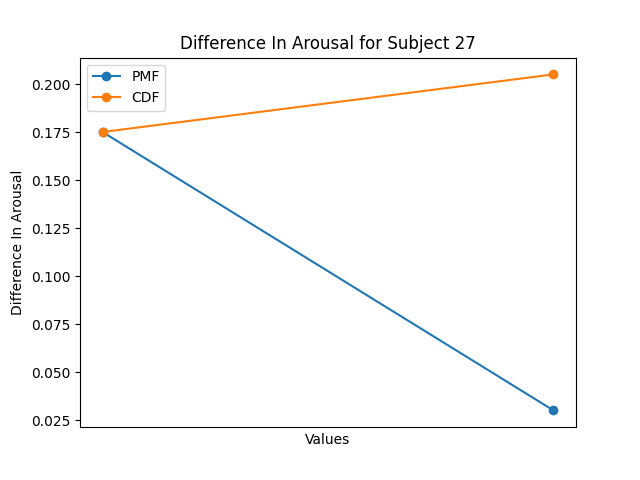 Difference In Arousal for Subject 27
PMF
CDF
0.200
0.175
0.150
0.125
0.100
0.075
0.050
0.025
Difference In Arousal
Values